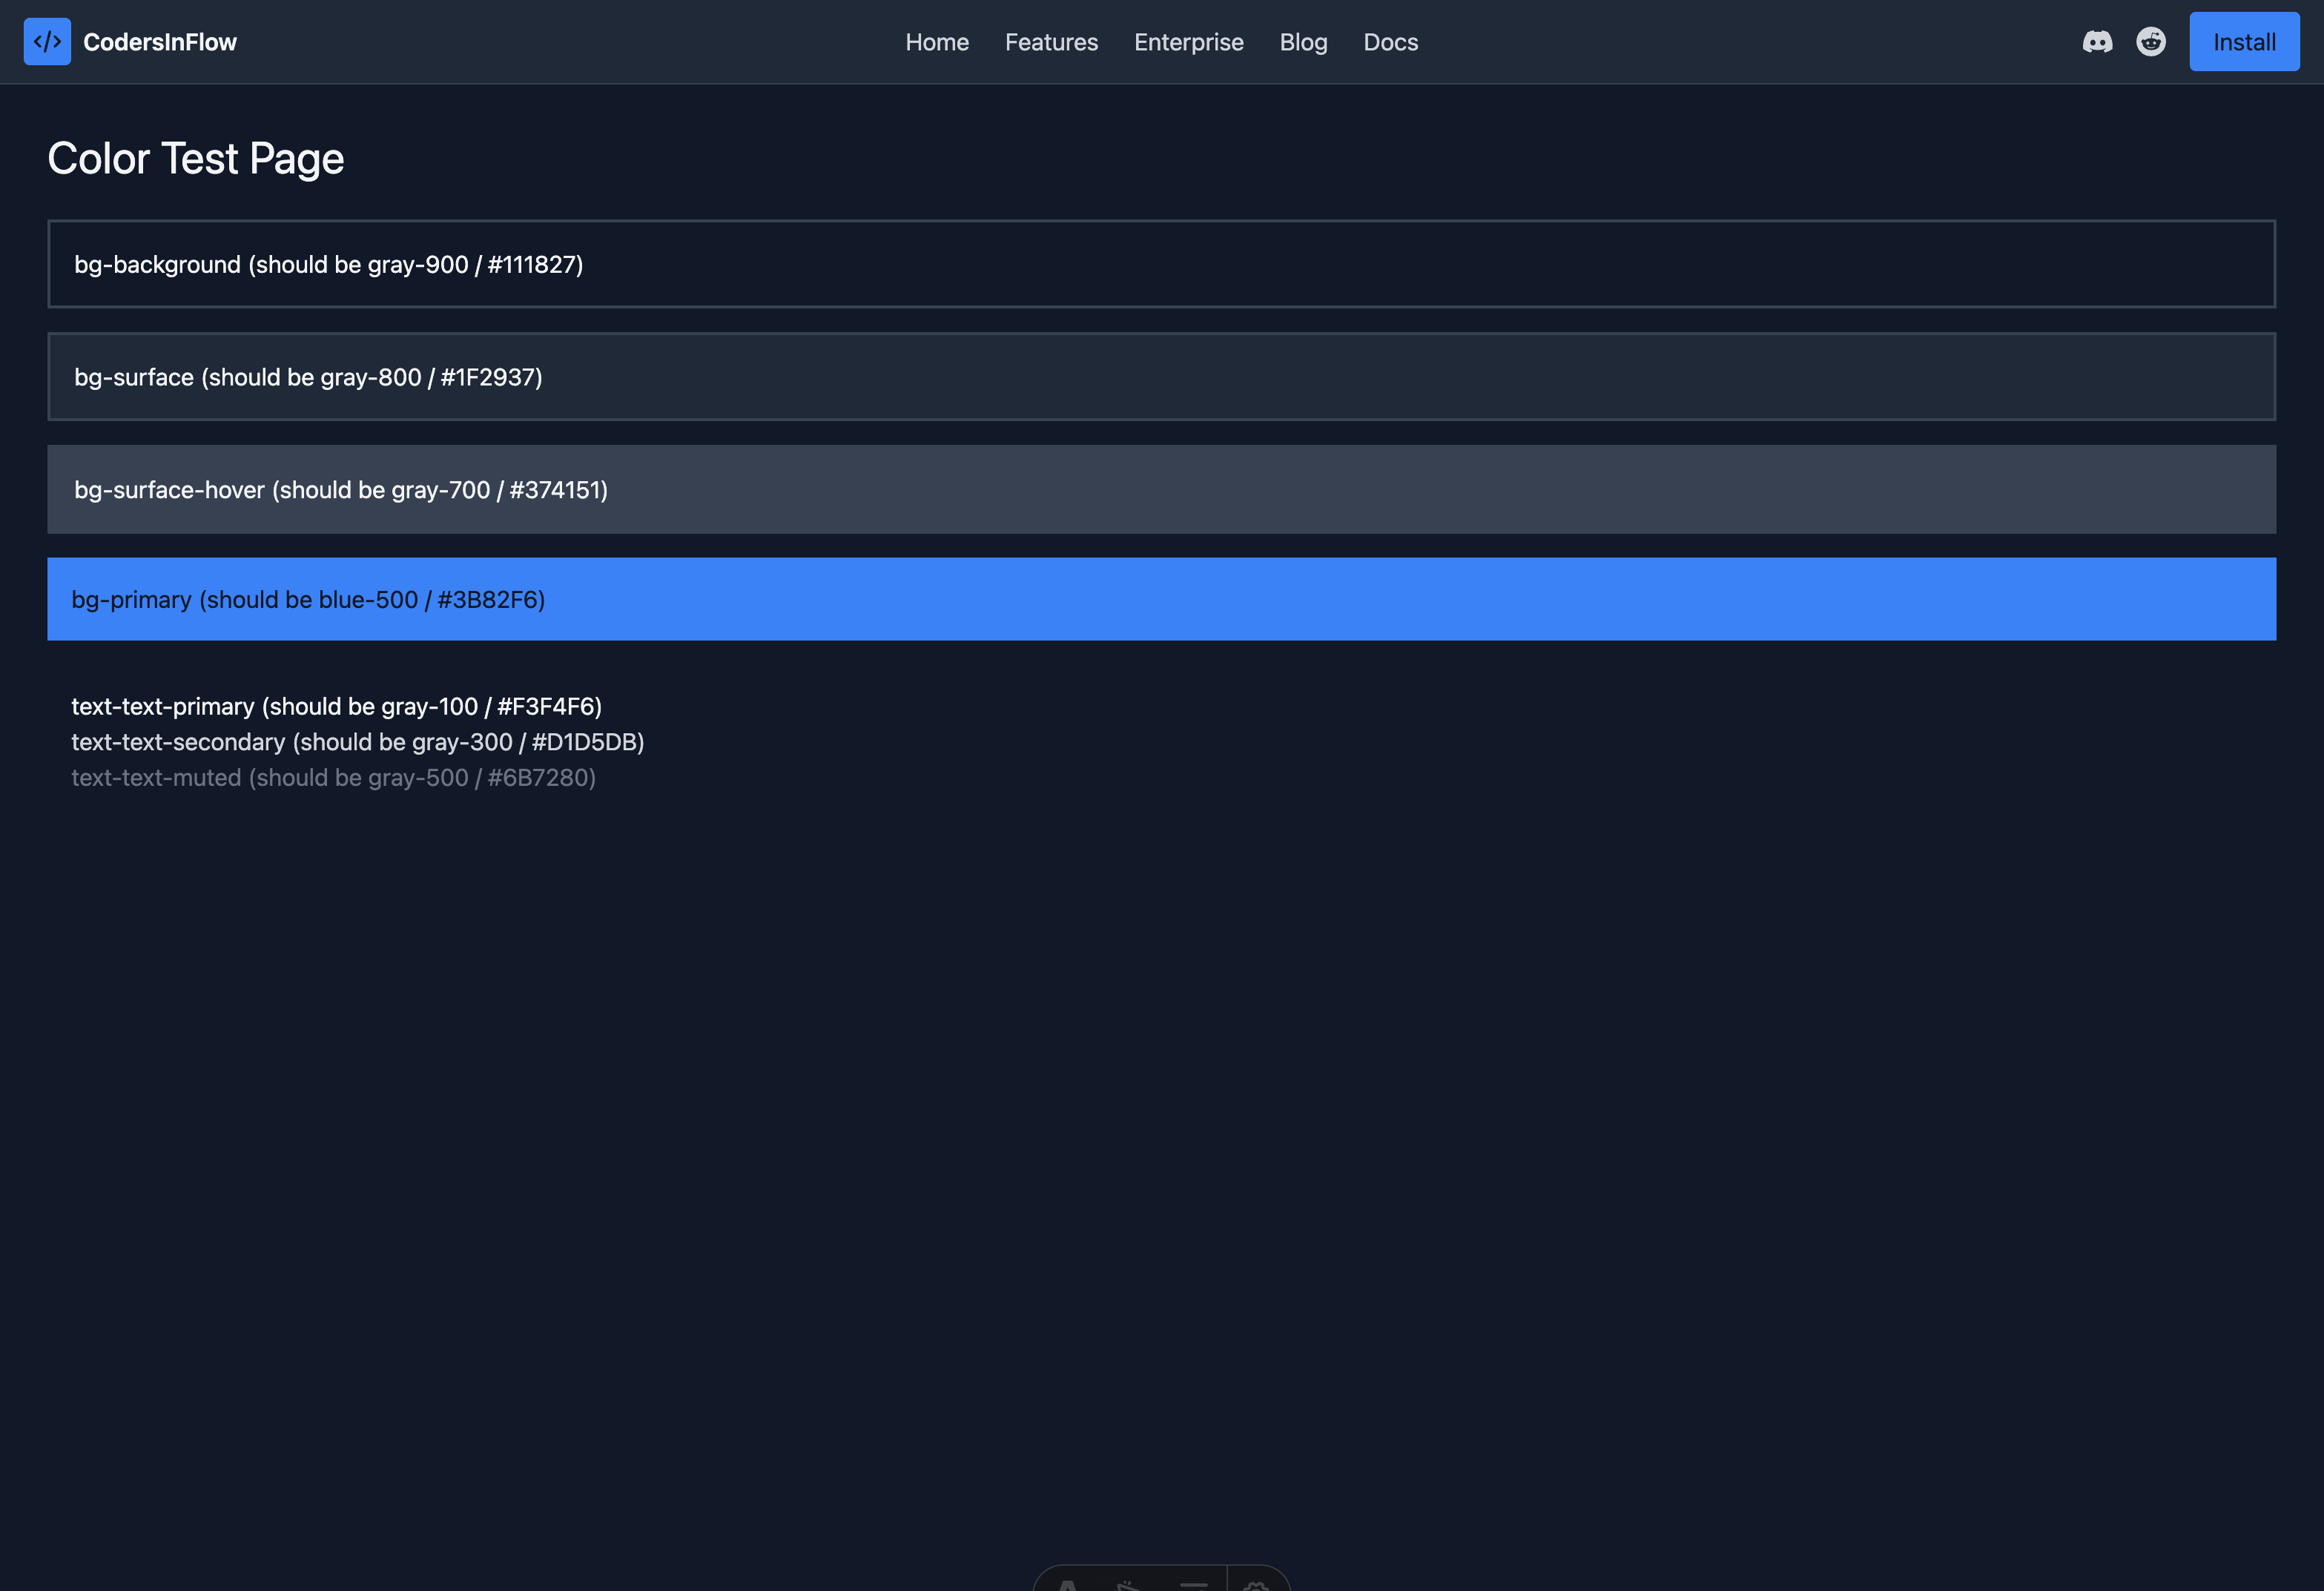 </> CodersInFlow
Home Features Enterprise Blog Docs
Install
Color Test Page
bg-background (should be gray-900 / #111827)
bg-surface (should be gray-800 / #1F2937)
bg-surface-hover (should be gray-700 / #374151)
bg-primary (should be blue-500 / #3B82F6)
text-text-primary (should be gray-100 / #F3F4F6)
text-text-secondary (should be gray-300 / #D1D5DB)
text-text-muted (should be gray-500 / #6B7280)